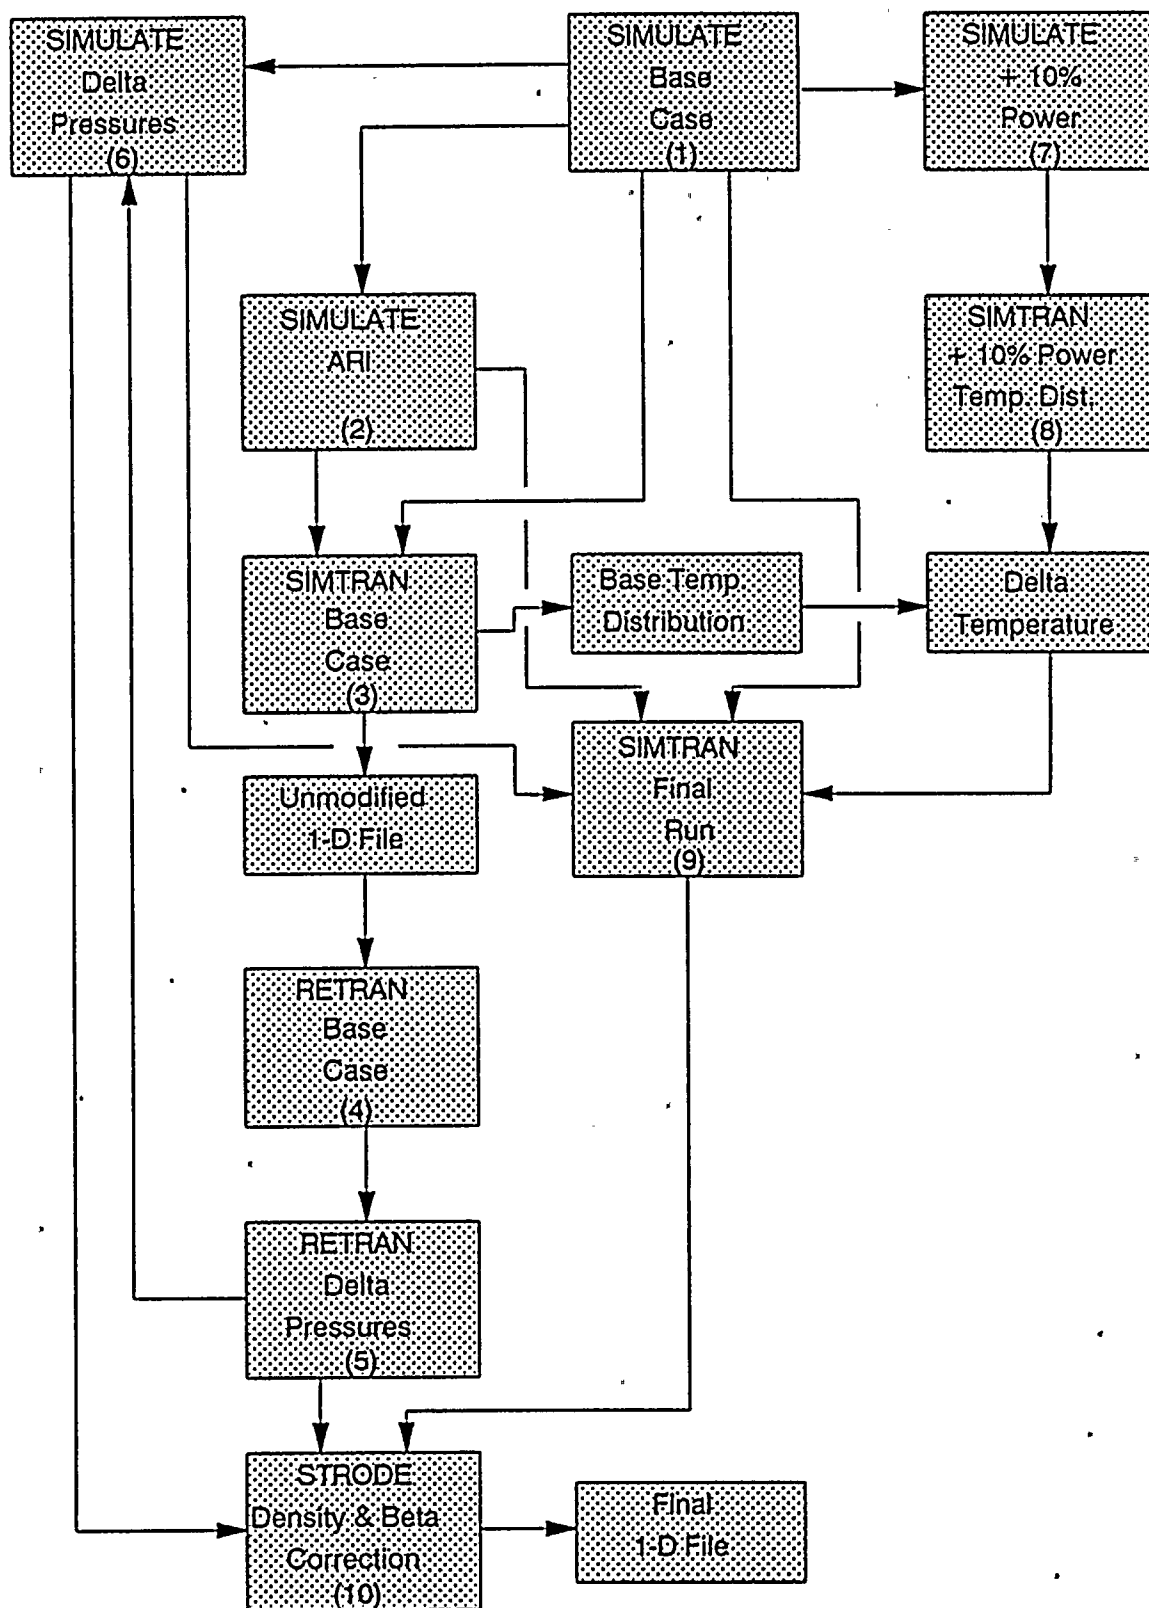 SIMULATE
Delta
Pressures
(6)
SIMULATE
Base
Case
(1)
SIMULATE
+ 10%
Power
(7)
SIMULATE
ARI
(2)
SIMTRAN
+ 10% Power
Temp. Dist.
(8)
SIMTRAN
Base
Case
(3)
Base Temp.
Distribution
Delta
Temperature
SIMTRAN
Final
Run
(9)
Unmodified
1-D File
RETRAN
Base
Case
(4)
RETRAN
Delta
Pressures
(5)
STRODE
Density & Beta
Correction
(10)
Final
1-D File